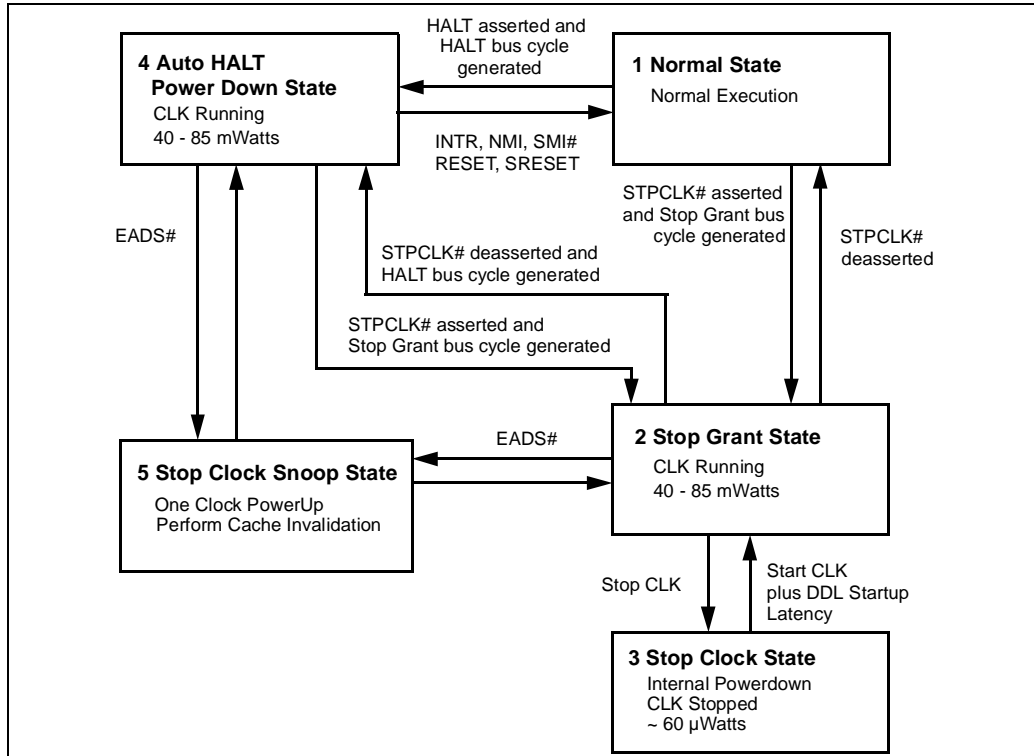 HALT asserted and
HALT bus cycle
generated
4 Auto HALT
Power Down State
CLK Running
40 - 85 mWatts
1 Normal State
Normal Execution
INTR, NMI, SMI#
RESET, SRESET
EADS#
STPCLK# asserted
and Stop Grant bus
cycle generated
STPCLK#
deasserted
STPCLK# deasserted and
HALT bus cycle generated
STPCLK# asserted and
Stop Grant bus cycle generated
5 Stop Clock Snoop State
One Clock PowerUp
Perform Cache Invalidation
EADS#
2 Stop Grant State
CLK Running
40 - 85 mWatts
Stop CLK
Start CLK
plus DDL Startup
Latency
3 Stop Clock State
Internal Powerdown
CLK Stopped
~ 60 µWatts